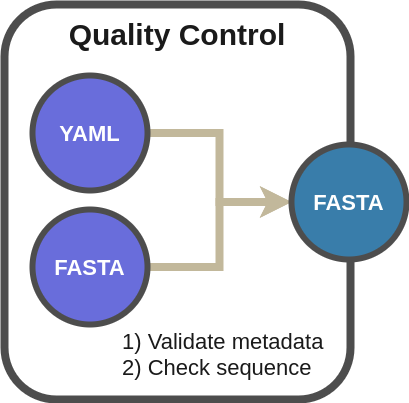 Quality Control
YAML
FASTA
FASTA
1) Validate metadata
2) Check sequence